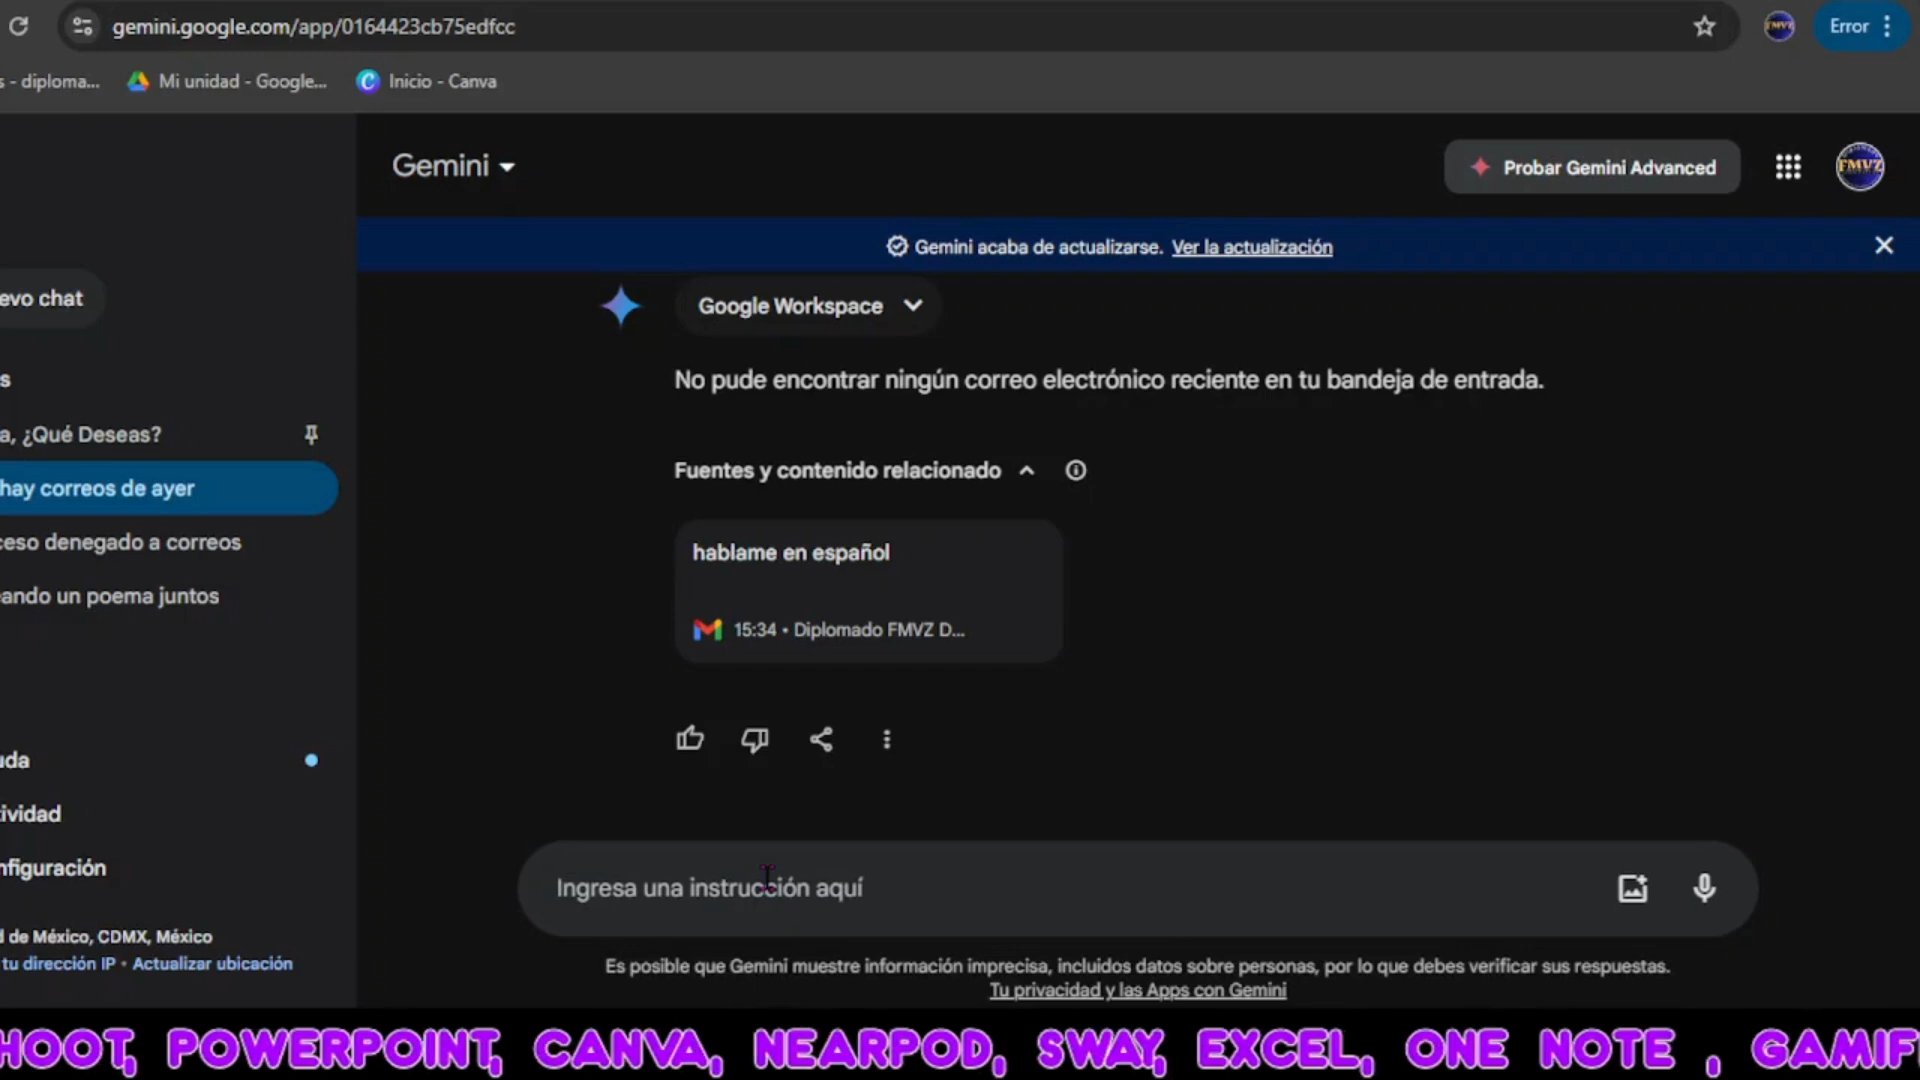 gemini.google.com/app/0164423cb75edfcc
Error
s - diploma...
Mi unidad - Google...
Inicio - Canva
Gemini
Probar Gemini Advanced
FMVZ
Gemini acaba de actualizarse. Ver la actualización
evo chat
Google Workspace
No pude encontrar ningún correo electrónico reciente en tu bandeja de entrada.
s
a, ¿Qué Deseas?
hay correos de ayer
Fuentes y contenido relacionado
ceso denegado a correos
hablame en español
eando un poema juntos
15:34 • Diplomado FMVZ D...
uda
tividad
nfiguración
Ingresa una instrucción aquí
d de México, CDMX, México
tu dirección IP • Actualizar ubicación
Es posible que Gemini muestre información imprecisa, incluidos datos sobre personas, por lo que debes verificar sus respuestas.
Tu privacidad y las Apps con Gemini
HOOT, POWERPOINT, CANVA, NEARPOD, SWAY, EXCEL, ONE NOTE , GAMIF